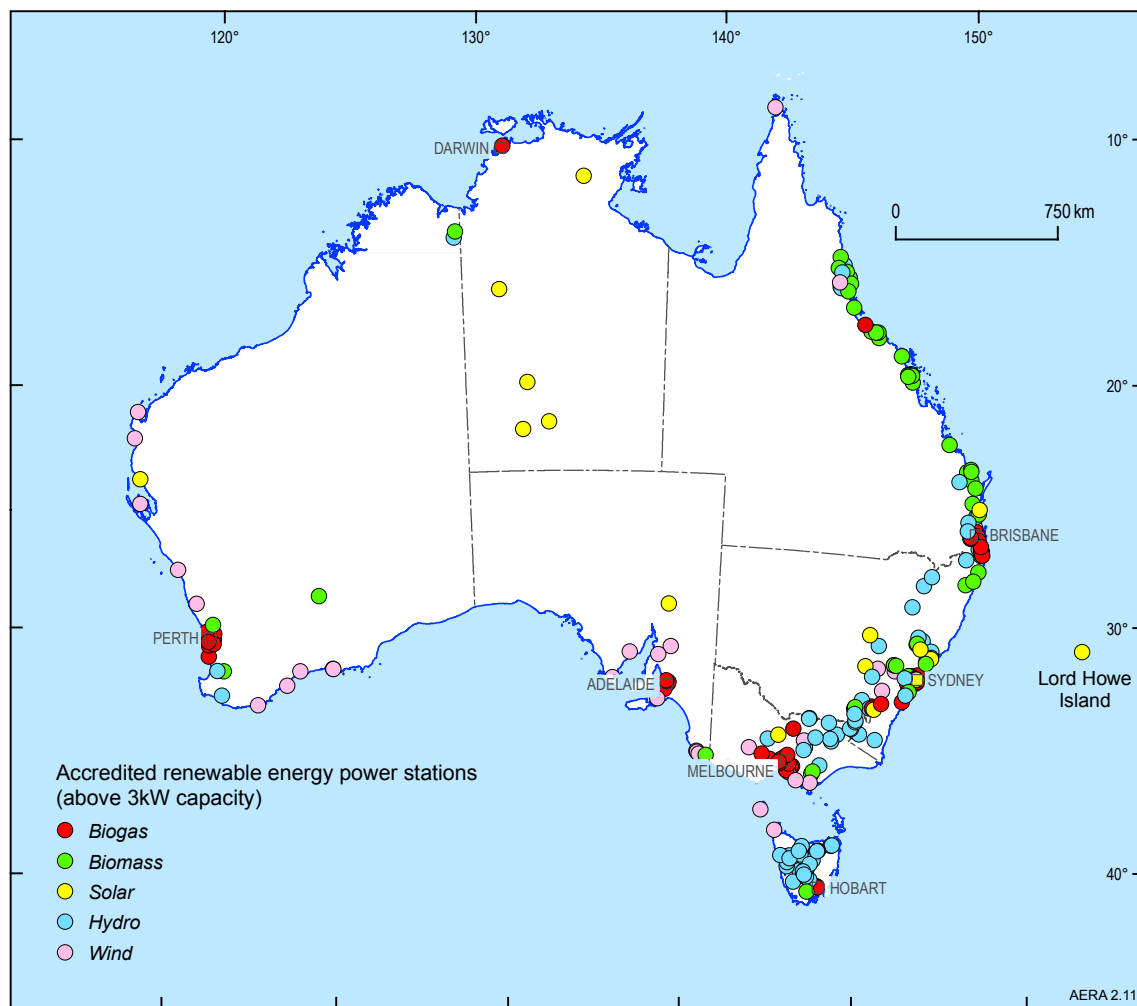 120°
130°
140°
150°
10°
DARWIN
0
750 km
20°
BRISBANE
30°
PERTH
SYDNEY
ADELAIDE
Lord Howe
Island
MELBOURNE
Accredited renewable energy power stations
(above 3kW capacity)
Biogas
Biomass
Solar
Hydro
Wind
40°
HOBART
AERA 2.11